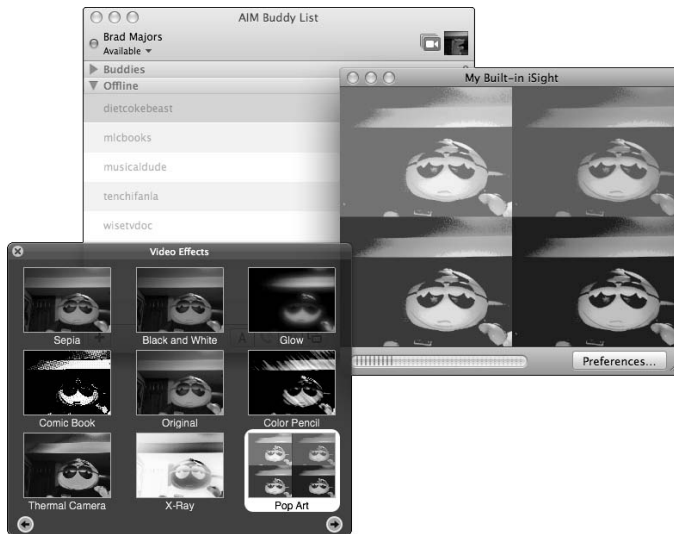 AIM Buddy List
Brad Majors
Available
Buddies
Offline
dietcokebeast
mlcbooks
musicaldude
tenchifania
wisetvdoc
My Built-in iSight
Preferences...
Video Effects
Sepia
Black and White
Glow
Comic Book
Original
Color Pencil
Thermal Camera
X-Ray
Pop Art